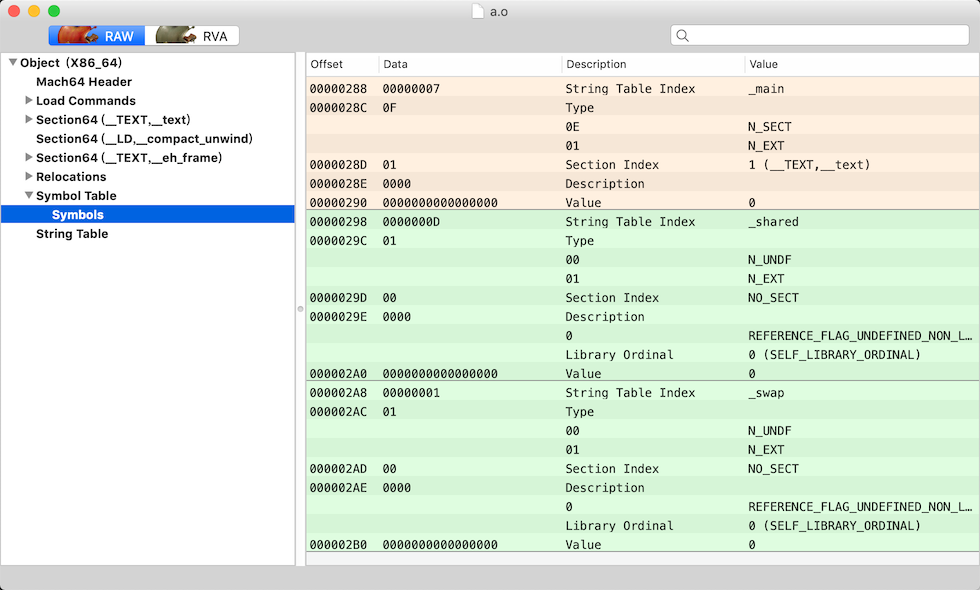 a.o
RAW RVA
Object (X86_64)
Mach64 Header
Load Commands
Section64 (__TEXT,__text)
Section64 (__LD,__compact_unwind)
Section64 (__TEXT,__eh_frame)
Relocations
Symbol Table
Symbols
String Table
Offset Data Description Value
00000288 00000007 String Table Index _main
0000028C 0F Type
0E N_SECT
01 N_EXT
0000028D 01 Section Index 1 (__TEXT,__text)
0000028E 0000 Description
00000290 0000000000000000 Value 0
00000298 0000000D String Table Index _shared
0000029C 01 Type
00 N_UNDF
01 N_EXT
0000029D 00 Section Index NO_SECT
0000029E 0000 Description
0 REFERENCE_FLAG_UNDEFINED_NON_L…
Library Ordinal 0 (SELF_LIBRARY_ORDINAL)
000002A0 0000000000000000 Value 0
000002A8 00000001 String Table Index _swap
000002AC 01 Type
00 N_UNDF
01 N_EXT
000002AD 00 Section Index NO_SECT
000002AE 0000 Description
0 REFERENCE_FLAG_UNDEFINED_NON_L…
Library Ordinal 0 (SELF_LIBRARY_ORDINAL)
000002B0 0000000000000000 Value 0